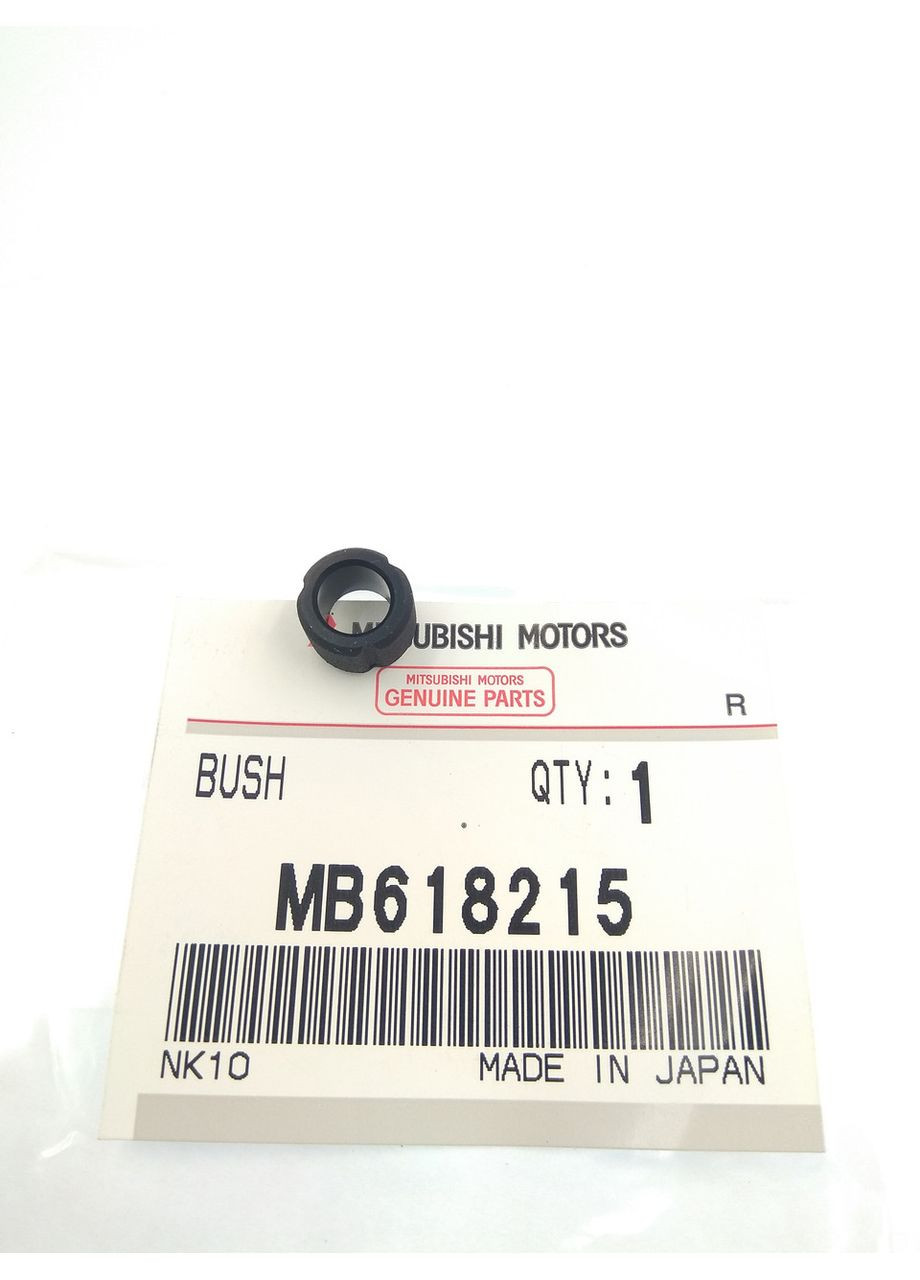 MITSUBISHI MOTORS
MITSUBISHI MOTORS
GENUINE PARTS
R
BUSH QTY: 1
MB618215
NK10 MADE IN JAPAN